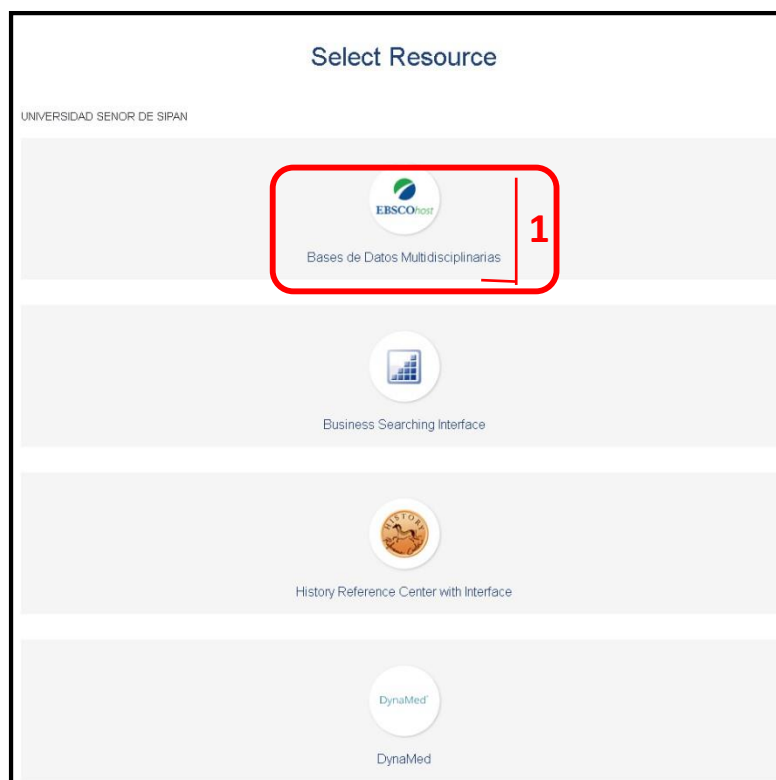 Select Resource
UNIVERSIDAD SENOR DE SIPAN
EBSCOhost
1
Bases de Datos Multidisciplinarias
Business Searching Interface
HISTORY
History Reference Center with Interface
DynaMed
DynaMed